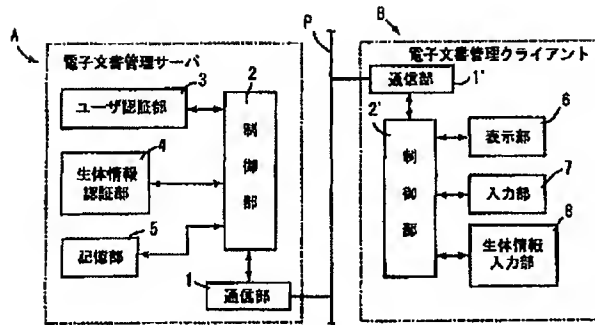 A
電子文書管理サーバ
3
ユーザ認証部
2
制御部
4
生体情報
認証部
5
記憶部
1
通信部
P
B
電子文書管理クライアント
通信部
1'
2'
制御部
6
表示部
7
入力部
8
生体情報
入力部